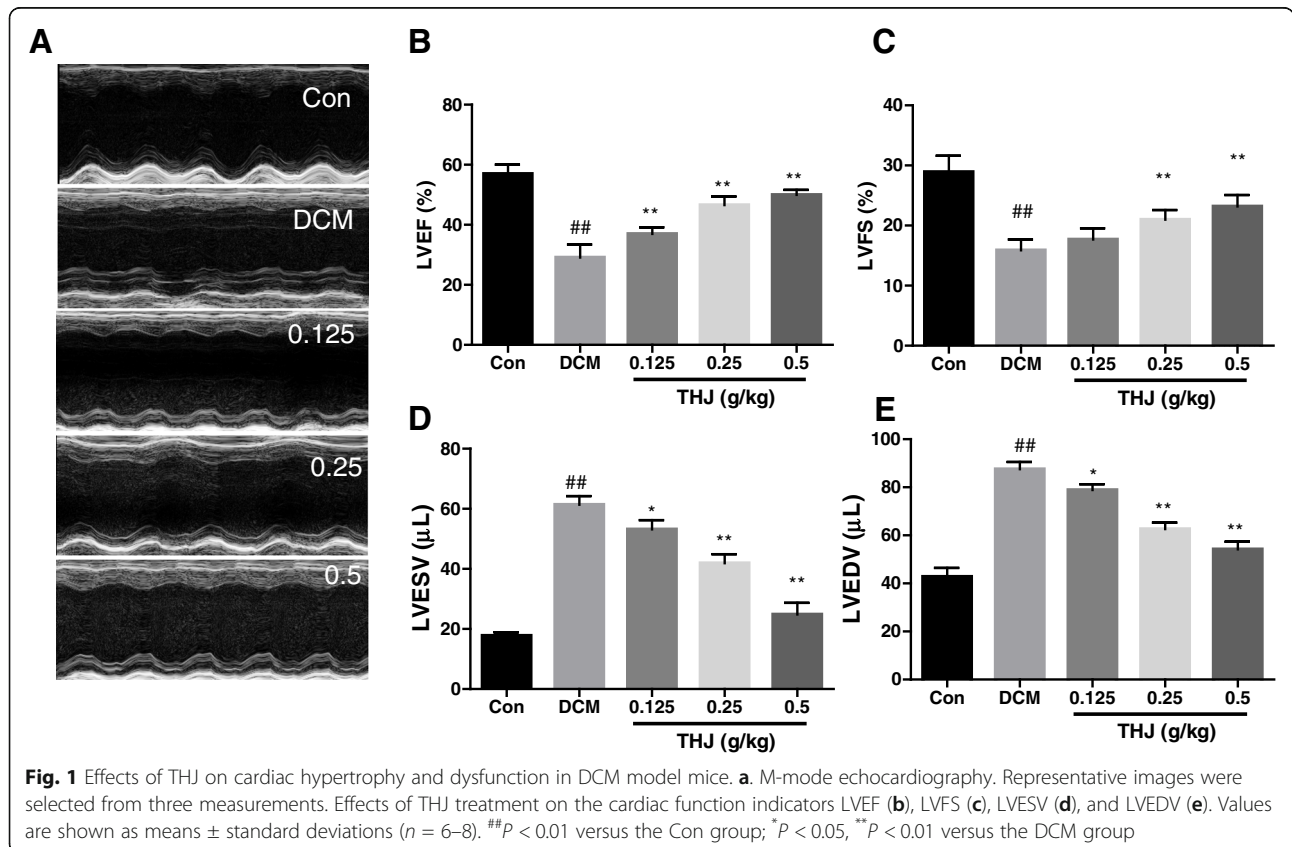 A
Con
DCM
0.125
0.25
0.5
B
80
60
40
20
0
LVEF (%)
##
**
**
**
Con DCM 0.125 0.25 0.5
THJ (g/kg)
C
40
30
20
10
0
LVFS (%)
##
**
**
Con DCM 0.125 0.25 0.5
THJ (g/kg)
D
80
60
40
20
0
LVESV (μL)
##
*
**
**
Con DCM 0.125 0.25 0.5
THJ (g/kg)
E
100
80
60
40
20
0
LVEDV (μL)
##
*
**
**
Con DCM 0.125 0.25 0.5
THJ (g/kg)
Fig. 1 Effects of THJ on cardiac hypertrophy and dysfunction in DCM model mice. a. M-mode echocardiography. Representative images were
selected from three measurements. Effects of THJ treatment on the cardiac function indicators LVEF (b), LVFS (c), LVESV (d), and LVEDV (e). Values
are shown as means ± standard deviations (n = 6–8). ##P < 0.01 versus the Con group; *P < 0.05, **P < 0.01 versus the DCM group